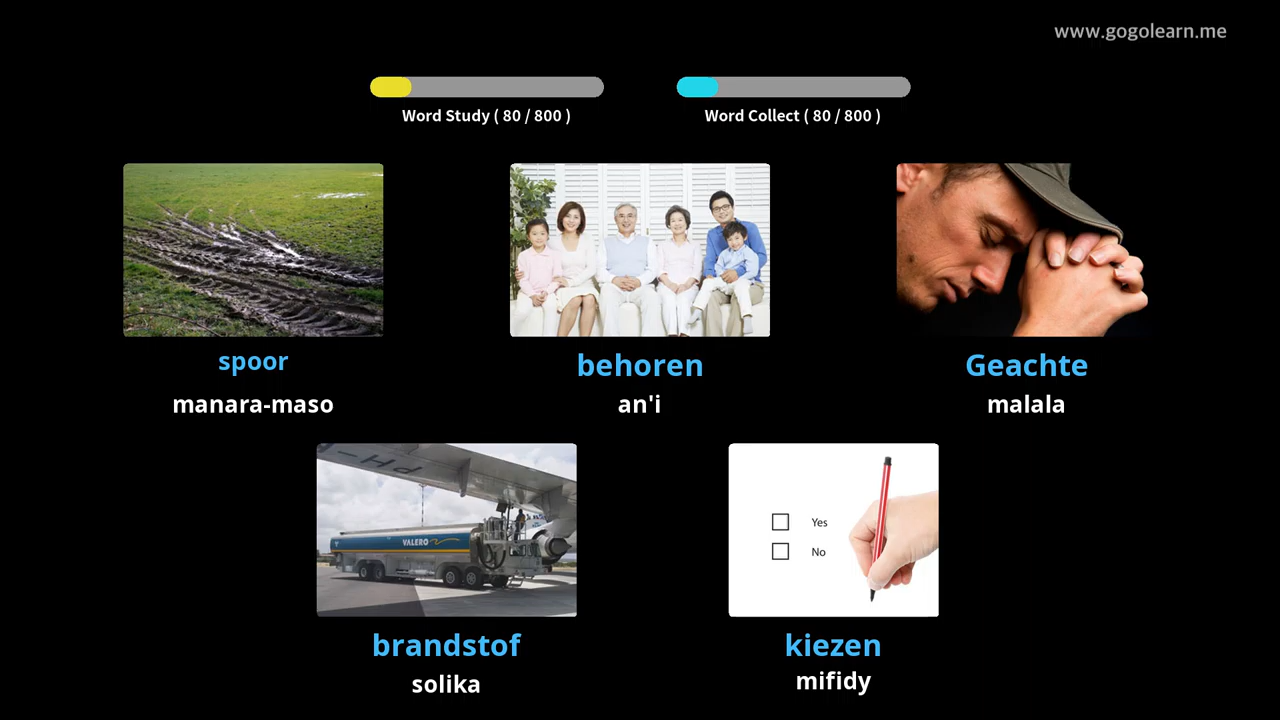 www.gogolearn.me
Word Study ( 80 / 800 )
Word Collect ( 80 / 800 )
spoor
manara-maso
behoren
an'i
Geachte
malala
PH-
VALERO
Yes
No
brandstof
solika
kiezen
mifidy